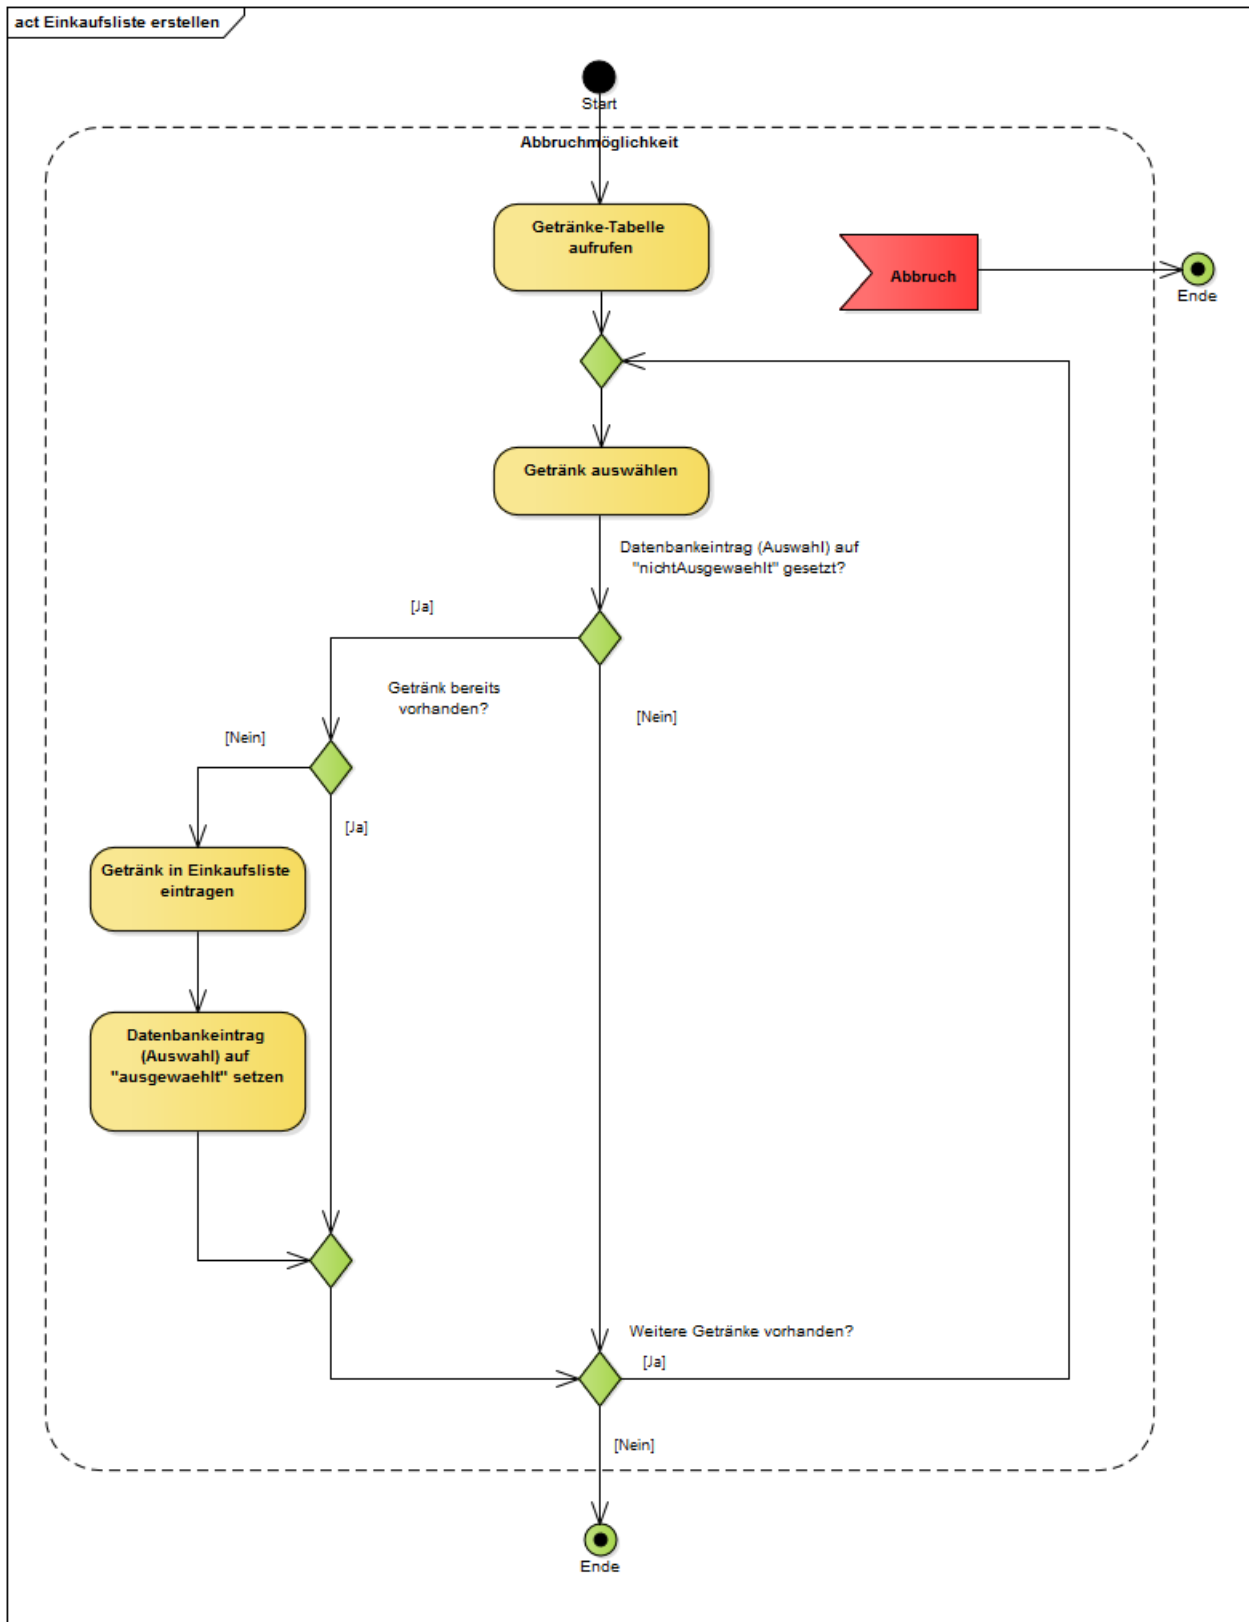 act Einkaufsliste erstellen
Start
Abbruchmöglichkeit
Getränke-Tabelle
aufrufen
Abbruch
Ende
Getränk auswählen
Datenbankeintrag (Auswahl) auf
"nichtAusgewaehlt" gesetzt?
[Ja]
Getränk bereits
vorhanden?
[Nein]
[Nein]
[Ja]
Getränk in Einkaufsliste
eintragen
Datenbankeintrag
(Auswahl) auf
"ausgewaehlt" setzen
Weitere Getränke vorhanden?
[Ja]
[Nein]
Ende